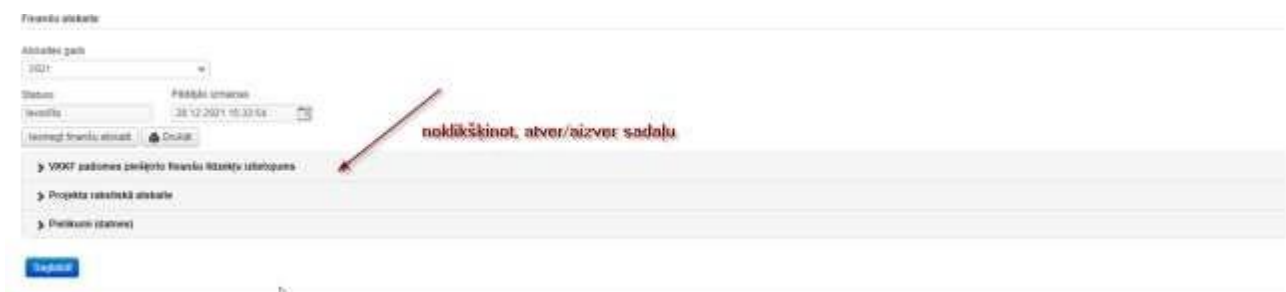 Finanšu atskaite
Atskaites gads
2021
Statuss
Pēdējās izmaiņas
Ievadīts
28.12.2021 15:33:54
Iesniegt finanšu atskaiti
Drukāt
noklikšķinot, atver/aizver sadaļu
VKKF padomes piešķirto finanšu līdzekļu izlietojums
Projekta rakstiskā atskaite
Pielikumi (datnes)
Saglabāt